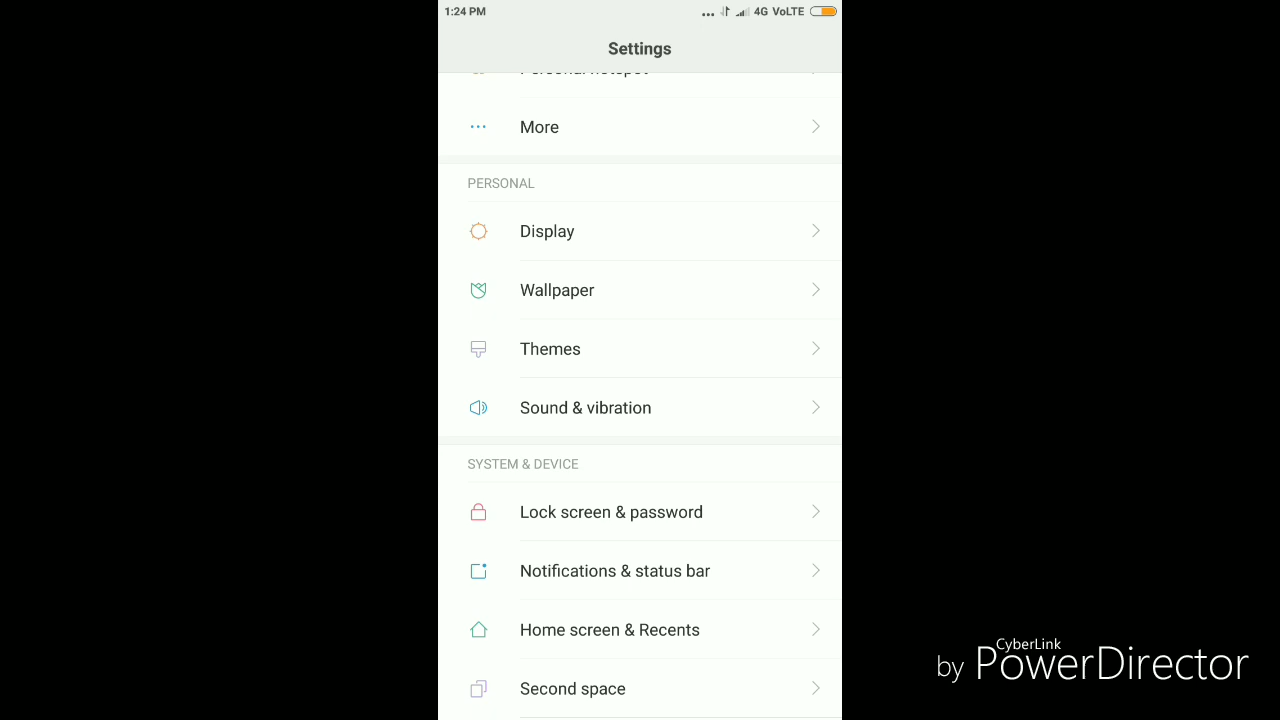 1:24 PM
4G VoLTE
Settings
Personal hotspot
More
PERSONAL
Display
Wallpaper
Themes
Sound & vibration
SYSTEM & DEVICE
Lock screen & password
Notifications & status bar
Home screen & Recents
Second space
CyberLink
by PowerDirector